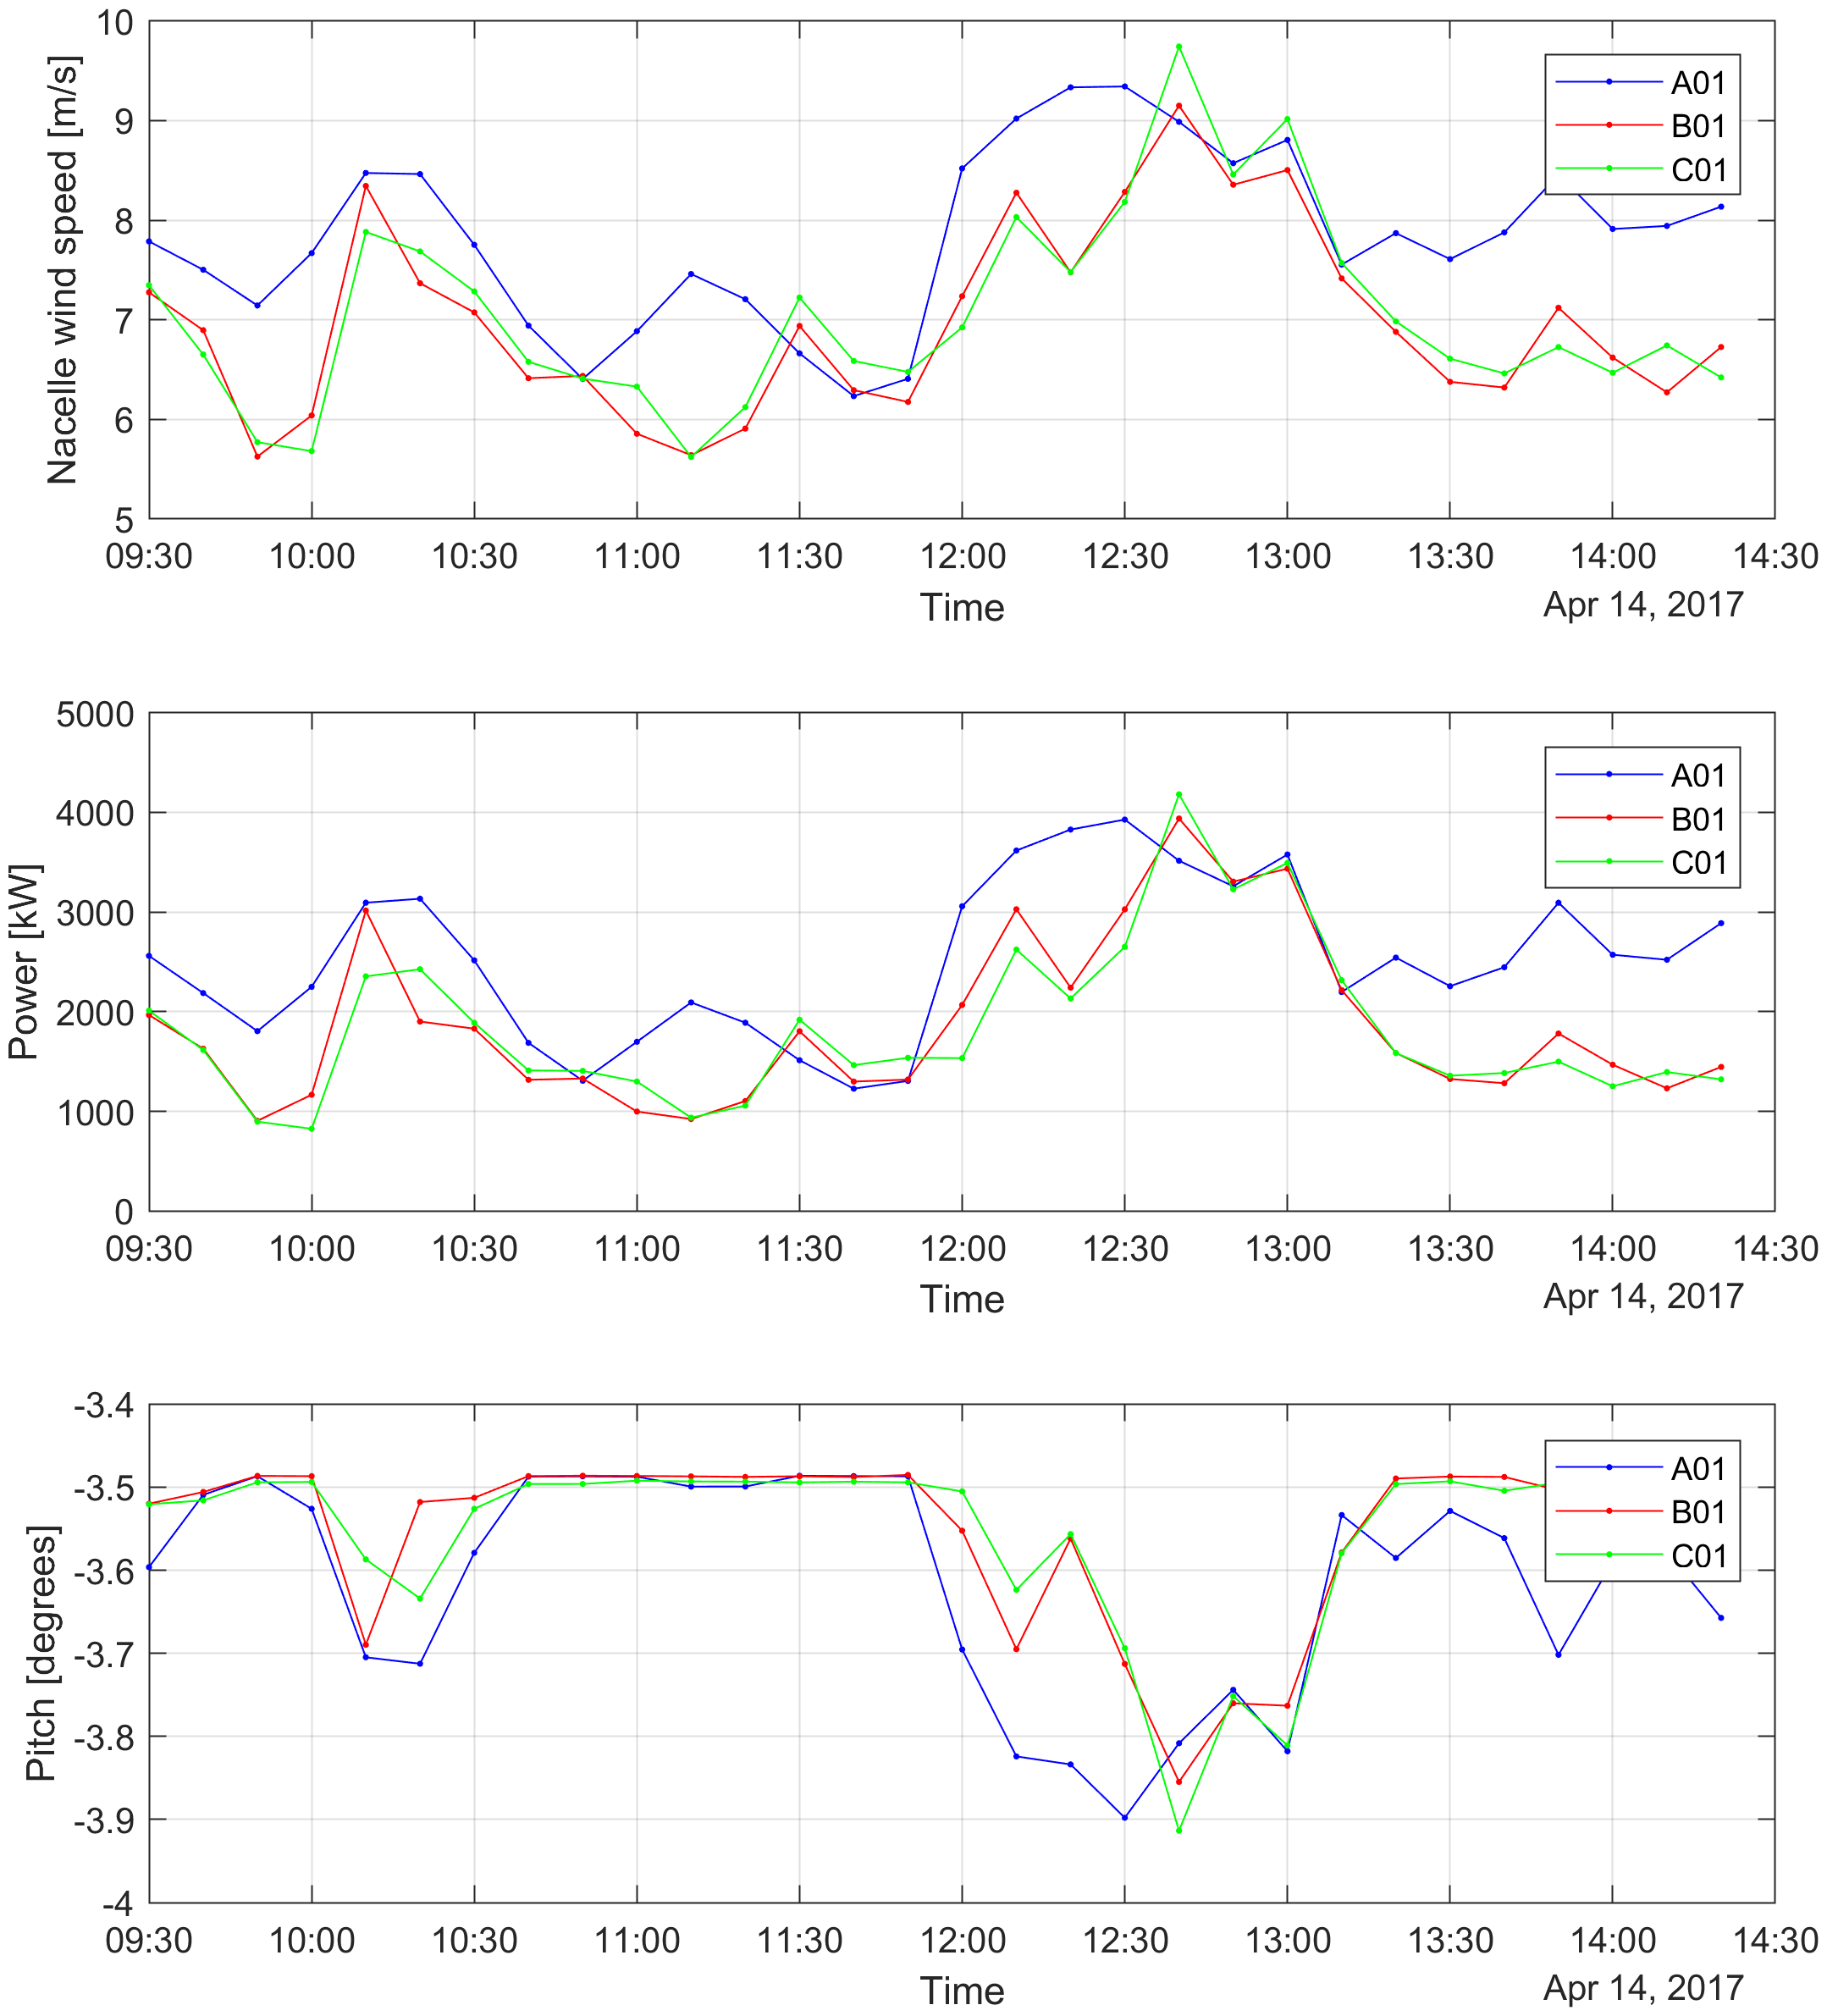 Nacelle wind speed [m/s]
10
9
8
7
6
5
A01
B01
C01
09:30 10:00 10:30 11:00 11:30 12:00 12:30 13:00 13:30 14:00 14:30
Time
Apr 14, 2017
Power [kW]
5000
4000
3000
2000
1000
0
A01
B01
C01
09:30 10:00 10:30 11:00 11:30 12:00 12:30 13:00 13:30 14:00 14:30
Time
Apr 14, 2017
Pitch [degrees]
-3.4
-3.5
-3.6
-3.7
-3.8
-3.9
-4
A01
B01
C01
09:30 10:00 10:30 11:00 11:30 12:00 12:30 13:00 13:30 14:00 14:30
Time
Apr 14, 2017